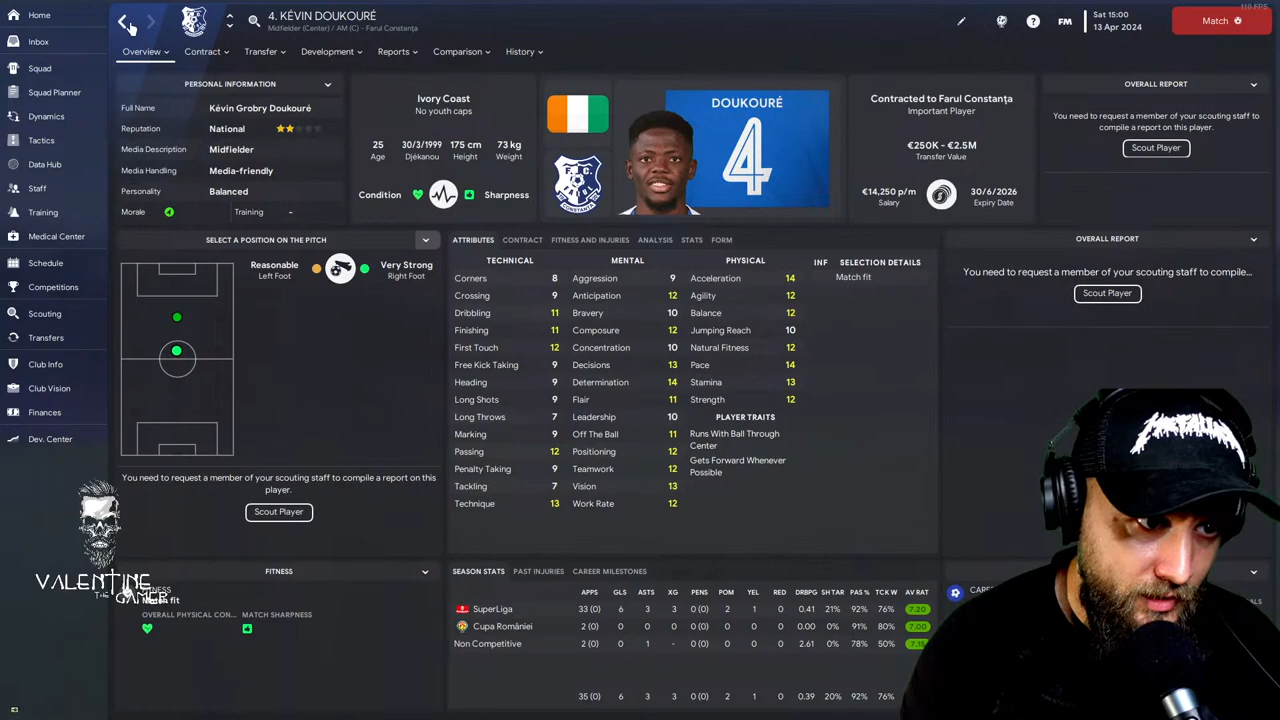 110 FPS
Home
Inbox
Squad
Squad Planner
Dynamics
Tactics
Data Hub
Staff
Training
Medical Center
Schedule
Competitions
Scouting
Transfers
Club Info
Club Vision
Finances
Dev. Center
4. KÉVIN DOUKOURÉ
Midfielder (Center) / AM (C) - Farul Constanța
FM
Sat 15:00
13 Apr 2024
Match
Overview Contract Transfer Development Reports Comparison History
PERSONAL INFORMATION
Full Name Kévin Grobry Doukouré
Reputation National
Media Description Midfielder
Media Handling Media-friendly
Personality Balanced
Morale Training -
Ivory Coast
No youth caps
25 30/3/1999 175 cm 73 kg
Age Djékanou Height Weight
Condition Sharpness
F.C.
CONSTANȚA
DOUKOURÉ
4
Contracted to Farul Constanța
Important Player
€250K - €2.5M
Transfer Value
€14,250 p/m 30/6/2026
Salary Expiry Date
OVERALL REPORT
You need to request a member of your scouting staff to
compile a report on this player.
Scout Player
SELECT A POSITION ON THE PITCH
Reasonable Very Strong
Left Foot Right Foot
You need to request a member of your scouting staff to compile a report on this
player.
Scout Player
ATTRIBUTES CONTRACT FITNESS AND INJURIES ANALYSIS STATS FORM
TECHNICAL MENTAL PHYSICAL INF SELECTION DETAILS
Corners 8 Aggression 9 Acceleration 14 Match fit
Crossing 9 Anticipation 12 Agility 12
Dribbling 11 Bravery 10 Balance 12
Finishing 11 Composure 12 Jumping Reach 10
First Touch 12 Concentration 10 Natural Fitness 12
Free Kick Taking 9 Decisions 13 Pace 14
Heading 9 Determination 14 Stamina 13
Long Shots 9 Flair 11 Strength 12
Long Throws 7 Leadership 10 PLAYER TRAITS
Marking 9 Off The Ball 11 Runs With Ball Through
Center
Passing 12 Positioning 12 Gets Forward Whenever
Possible
Penalty Taking 9 Teamwork 12
Tackling 7 Vision 13
Technique 13 Work Rate 12
OVERALL REPORT
You need to request a member of your scouting staff to compile...
Scout Player
METALLICA
VALENTINE
THE GAMER
FITNESS
Match fit
OVERALL PHYSICAL CON... MATCH SHARPNESS
SEASON STATS PAST INJURIES CAREER MILESTONES
APPS GLS ASTS XG PENS POM YEL RED DRBPG SH TAR PAS % TCK W AV RAT
SuperLiga 33 (0) 6 3 3 0 (0) 2 1 0 0.41 21% 92% 76% 7.20
Cupa României 2 (0) 0 0 0 0 (0) 0 0 0 0.00 0% 91% 80% 7.00
Non Competitive 2 (0) 0 1 - 0 (0) 0 0 0 2.61 0% 78% 50% 7.15
35 (0) 6 3 3 0 (0) 2 1 0 0.39 20% 92% 76%